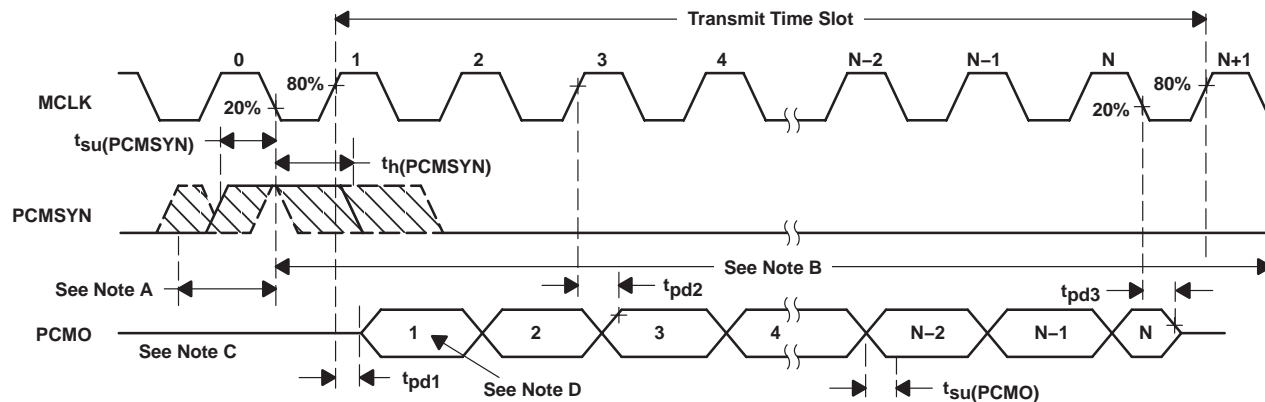 Transmit Time Slot
0 1 2 3 4 N–2 N–1 N N+1
MCLK
80% 80%
20% 20%
tsu(PCMSYN)
th(PCMSYN)
PCMSYN
See Note B
See Note A
tpd2
tpd3
PCMO
1 2 3 4 N–2 N–1 N
See Note C
tpd1
See Note D
tsu(PCMO)